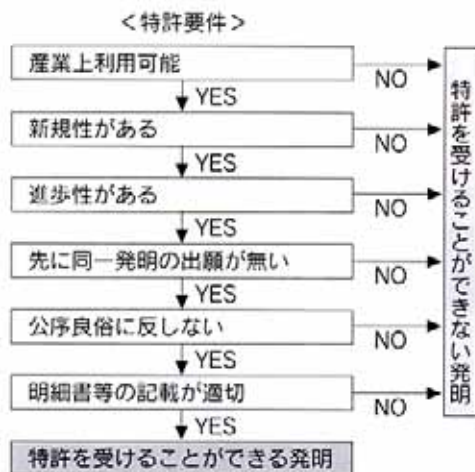 ＜特許要件＞
産業上利用可能
NO
YES
新規性がある
NO
YES
進歩性がある
NO
YES
先に同一発明の出願が無い
NO
YES
公序良俗に反しない
NO
YES
明細書等の記載が適切
NO
YES
特許を受けることができる発明
特許を受けることができない発明